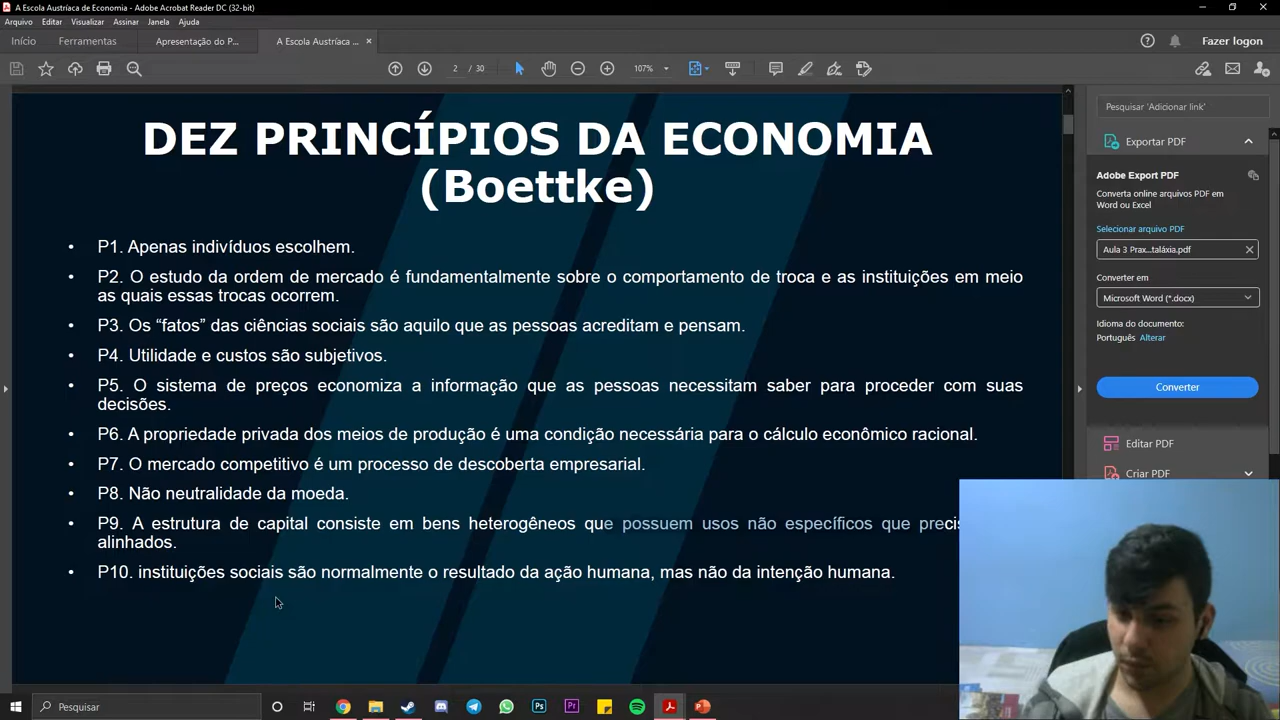 A Escola Austríaca de Economia - Adobe Acrobat Reader DC (32-bit)
Arquivo Editar Visualizar Assinar Janela Ajuda
Início Ferramentas Apresentação do P... A Escola Austríaca ... ×
Fazer logon
2 / 30 107%
DEZ PRINCÍPIOS DA ECONOMIA
(Boettke)
• P1. Apenas indivíduos escolhem.
• P2. O estudo da ordem de mercado é fundamentalmente sobre o comportamento de troca e as instituições em meio
as quais essas trocas ocorrem.
• P3. Os “fatos” das ciências sociais são aquilo que as pessoas acreditam e pensam.
• P4. Utilidade e custos são subjetivos.
• P5. O sistema de preços economiza a informação que as pessoas necessitam saber para proceder com suas
decisões.
• P6. A propriedade privada dos meios de produção é uma condição necessária para o cálculo econômico racional.
• P7. O mercado competitivo é um processo de descoberta empresarial.
• P8. Não neutralidade da moeda.
• P9. A estrutura de capital consiste em bens heterogêneos que possuem usos não específicos que precis
alinhados.
• P10. instituições sociais são normalmente o resultado da ação humana, mas não da intenção humana.
Pesquisar 'Adicionar link'
Exportar PDF
Adobe Export PDF
Converta online arquivos PDF em
Word ou Excel
Selecionar arquivo PDF
Aula 3 Prax...taláxia.pdf ×
Converter em
Microsoft Word (*.docx)
Idioma do documento:
Português Alterar
Converter
Editar PDF
Criar PDF
Pesquisar
Ps Pr